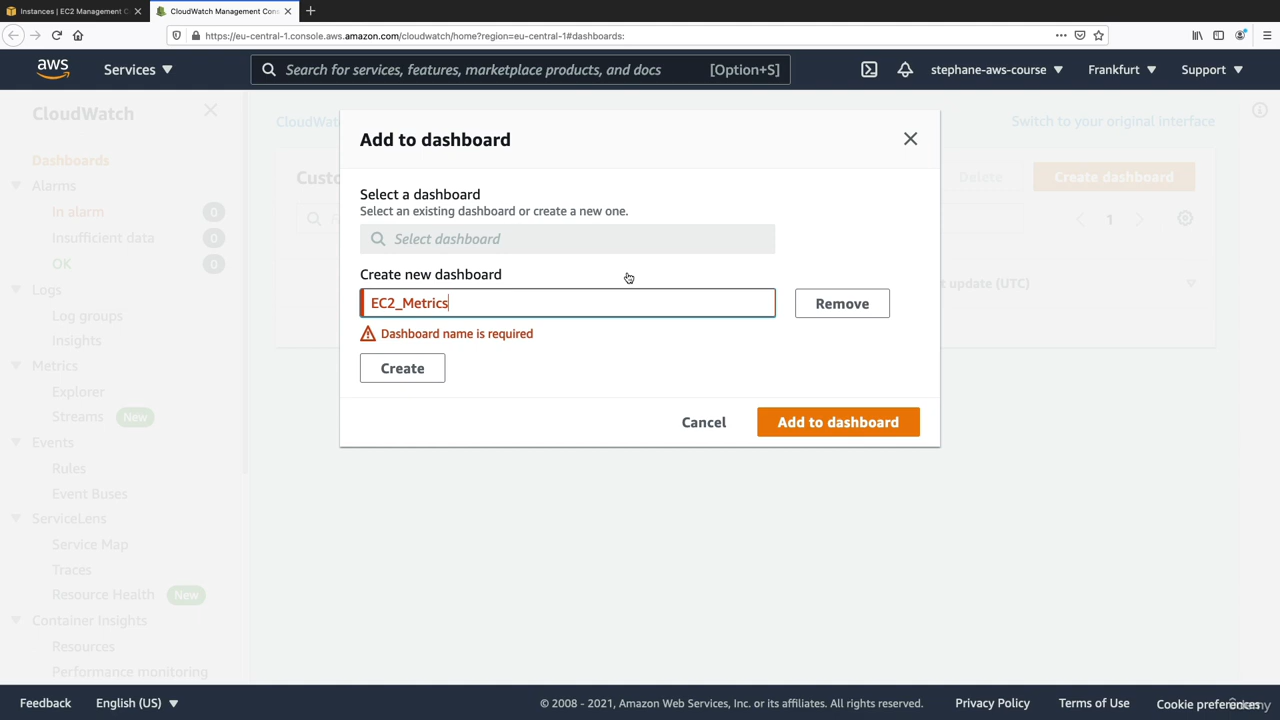 Instances | EC2 Management C
CloudWatch Management Con
https://eu-central-1.console.aws.amazon.com/cloudwatch/home?region=eu-central-1#dashboards:
aws
Services
Search for services, features, marketplace products, and docs
[Option+S]
stephane-aws-course
Frankfurt
Support
CloudWatch
Dashboards
Alarms
In alarm 0
Insufficient data 0
OK 0
Logs
Log groups
Insights
Metrics
Explorer
Streams New
Events
Rules
Event Buses
ServiceLens
Service Map
Traces
Resource Health New
Container Insights
Resources
Performance monitoring
CloudWat
Switch to your original interface
Custo
Delete
Create dashboard
1
t update (UTC)
Add to dashboard
Select a dashboard
Select an existing dashboard or create a new one.
Select dashboard
Create new dashboard
EC2_Metrics
Remove
Dashboard name is required
Create
Cancel
Add to dashboard
Feedback
English (US)
© 2008 - 2021, Amazon Web Services, Inc. or its affiliates. All rights reserved.
Privacy Policy
Terms of Use
Cookie preferences
Udemy